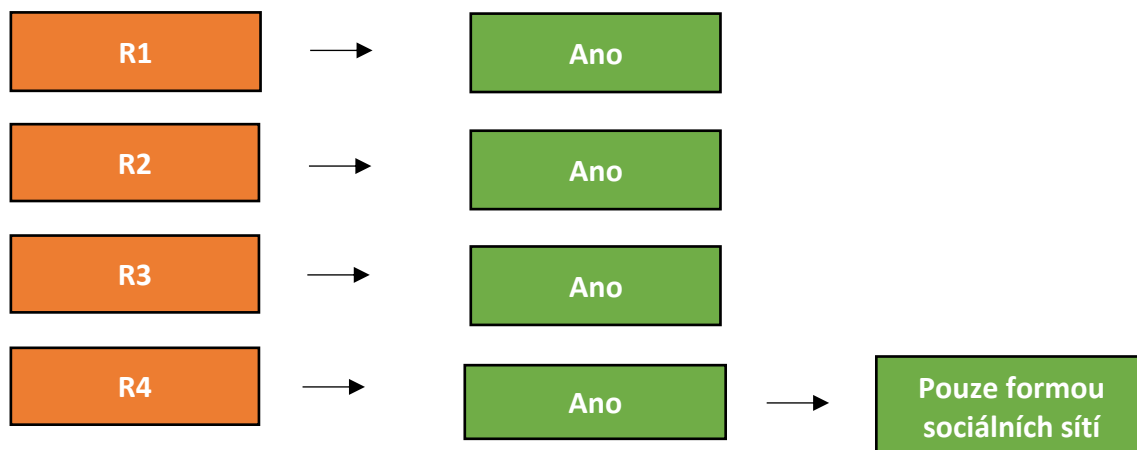 R1
Ano
R2
Ano
R3
Ano
R4
Ano
Pouze formou
sociálních sítí